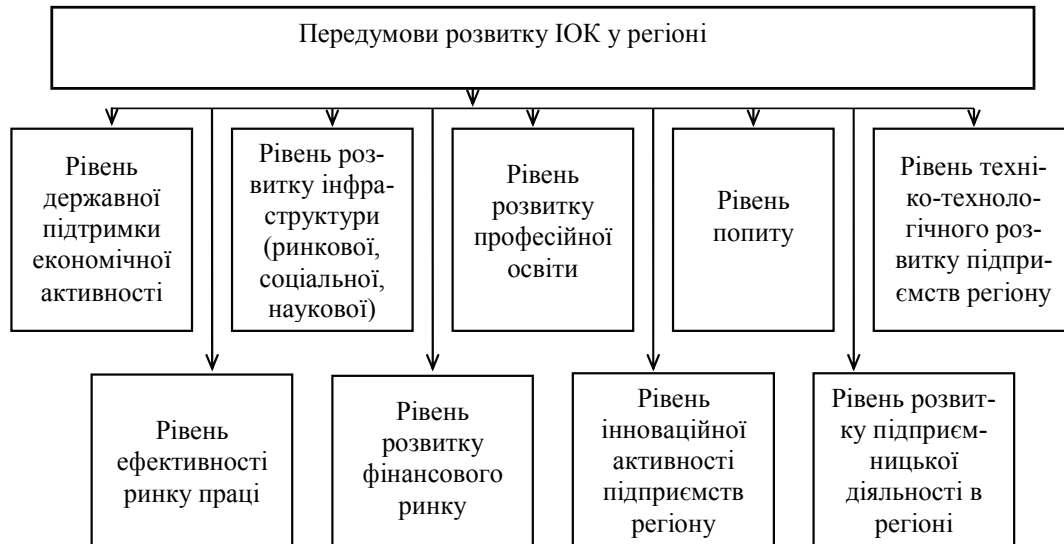 Передумови розвитку ІОК у регіоні
Рівень
державної
підтримки
економічної
активності
Рівень роз-
витку інфра-
структури
(ринкової,
соціальної,
наукової)
Рівень
розвитку
професійної
освіти
Рівень
попиту
Рівень техні-
ко-техноло-
гічного роз-
витку підпри-
ємств регіону
Рівень
ефективності
ринку праці
Рівень
розвитку
фінансового
ринку
Рівень
інноваційної
активності
підприємств
регіону
Рівень розвит-
ку підприєм-
ницької
діяльності в
регіоні